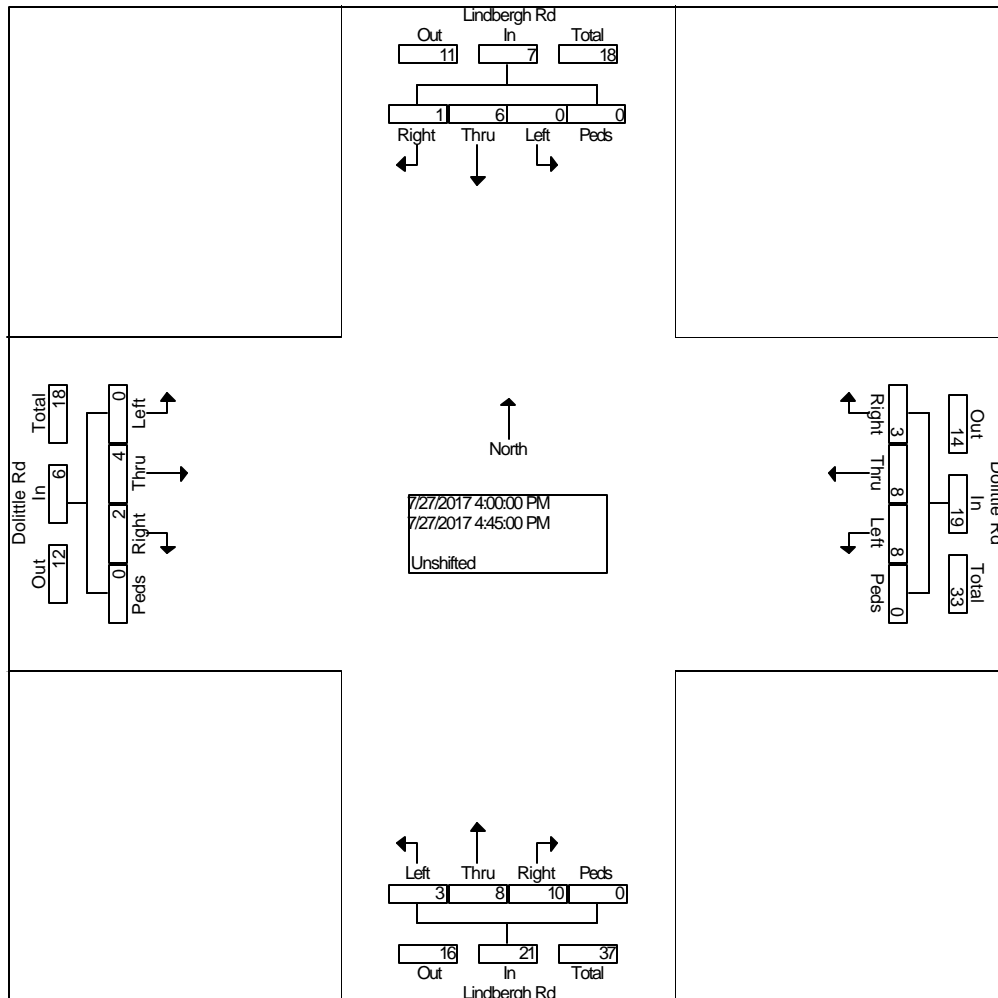 Lindbergh Rd
Out In Total
11 7 18
1 6 0 0
Right Thru Left Peds
Dolittle Rd
Total In Out
18 6 12
0 4 2 0
Left Thru Right Peds
North
7/27/2017 4:00:00 PM
7/27/2017 4:45:00 PM
Unshifted
Right Thru Left Peds
3 8 8 0
Out In Total
14 19 33
Dolittle Rd
Left Thru Right Peds
3 8 10 0
16 21 37
Out In Total
Lindbergh Rd